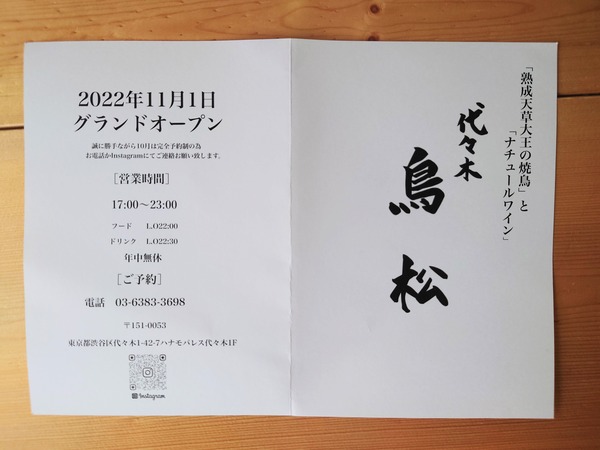 2022年11月1日
グランドオープン
誠に勝手ながら10月は完全予約制の為
お電話かInstagramにてご連絡お願い致します。
［営業時間］
17:00〜23:00
フード L.O22:00
ドリンク L.O22:30
年中無休
［ご予約］
電話 03-6383-3698
〒151-0053
東京都渋谷区代々木1-42-7ハナモパレス代々木1F
Instagram
「熟成天草大王の焼鳥」と
「ナチュールワイン」
代々木
鳥松